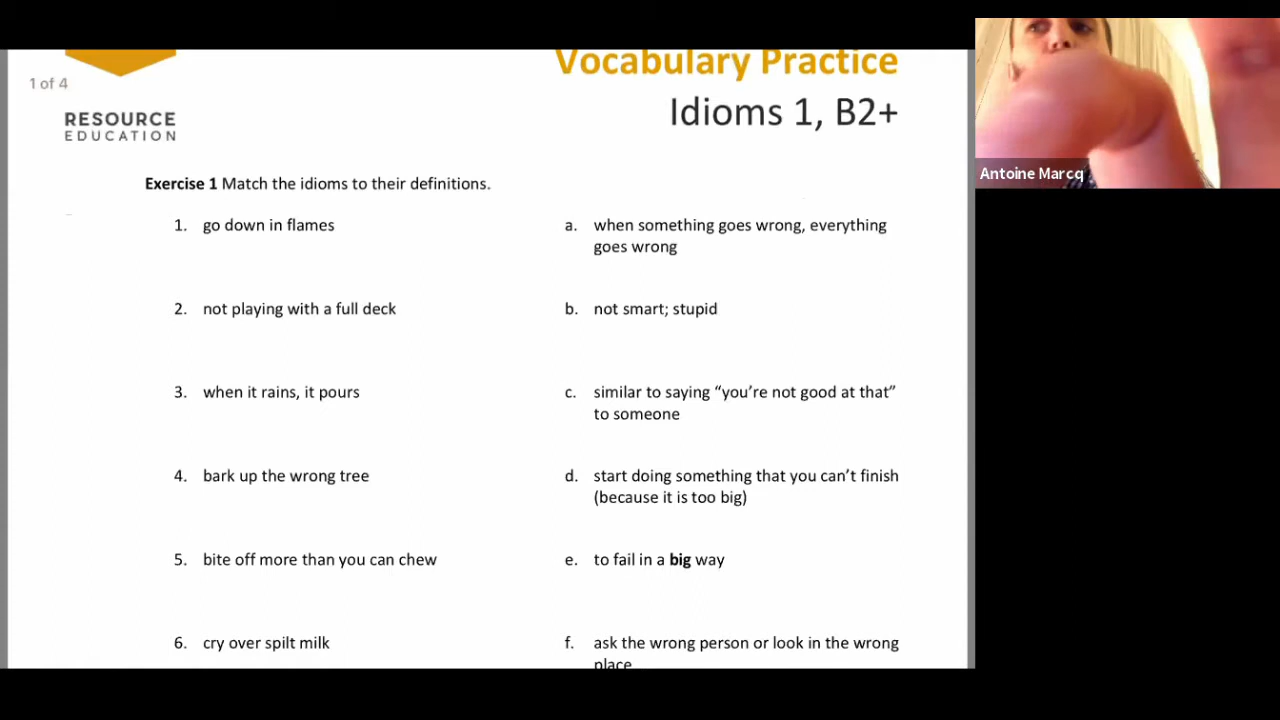 Vocabulary Practice
1 of 4
Idioms 1, B2+
RESOURCE
EDUCATION
Antoine Marcq
Exercise 1 Match the idioms to their definitions.
1. go down in flames
a. when something goes wrong, everything
goes wrong
2. not playing with a full deck
b. not smart; stupid
3. when it rains, it pours
c. similar to saying “you’re not good at that”
to someone
4. bark up the wrong tree
d. start doing something that you can’t finish
(because it is too big)
5. bite off more than you can chew
e. to fail in a big way
6. cry over spilt milk
f. ask the wrong person or look in the wrong
place